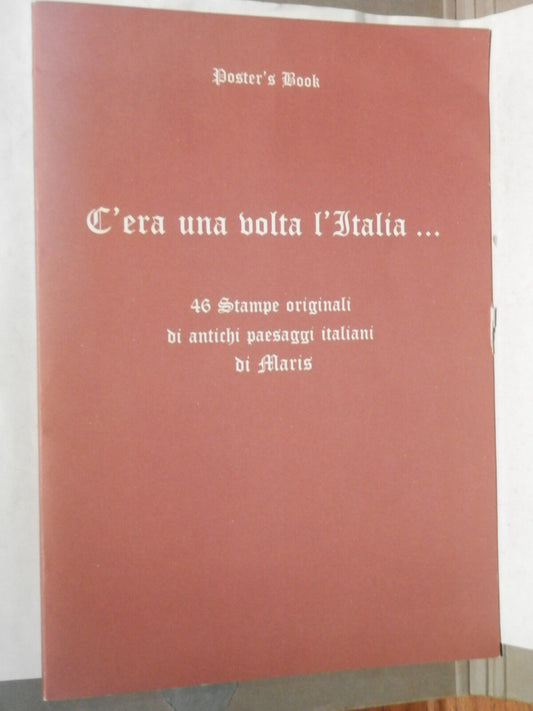 Poster's Book
C'era una volta l'Italia ...
46 Stampe originali
di antichi paesaggi italiani
di Maris